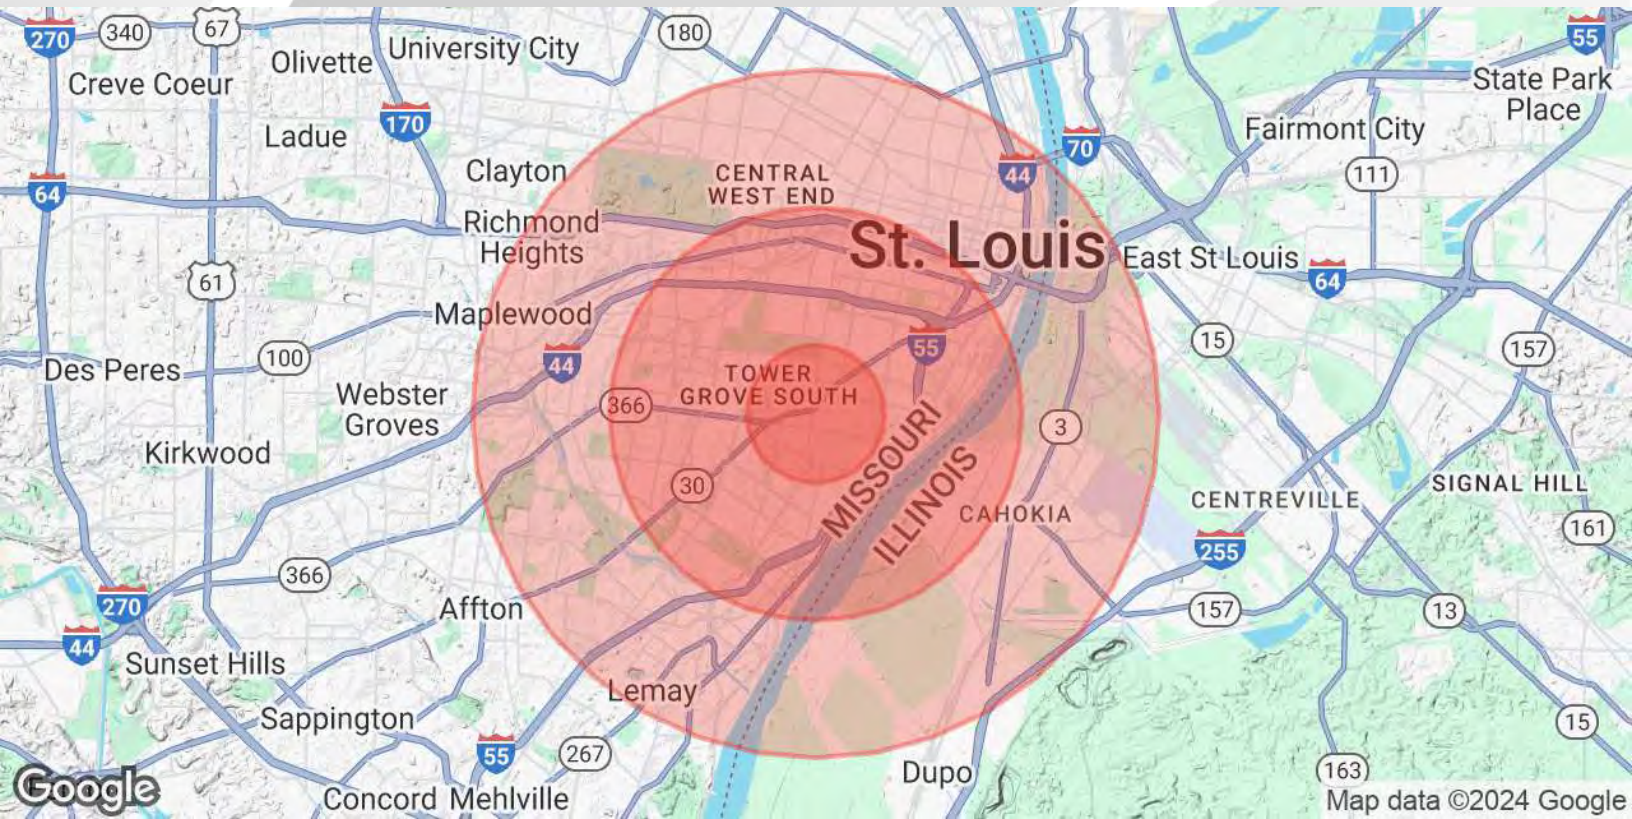 270
340
67
180
55
Olivette
University City
Creve Coeur
State Park
Place
170
Ladue
Fairmont City
70
Clayton
CENTRAL
WEST END
44
111
64
Richmond
Heights
St. Louis
East St Louis
61
64
Maplewood
55
15
157
100
44
Des Peres
TOWER
GROVE SOUTH
Webster
Groves
366
MISSOURI
ILLINOIS
3
Kirkwood
30
CAHOKIA
CENTREVILLE
SIGNAL HILL
161
255
366
270
Affton
157
13
44
Sunset Hills
Lemay
Sappington
15
55
267
Dupo
163
Google
Concord
Mehlville
Map data ©2024 Google